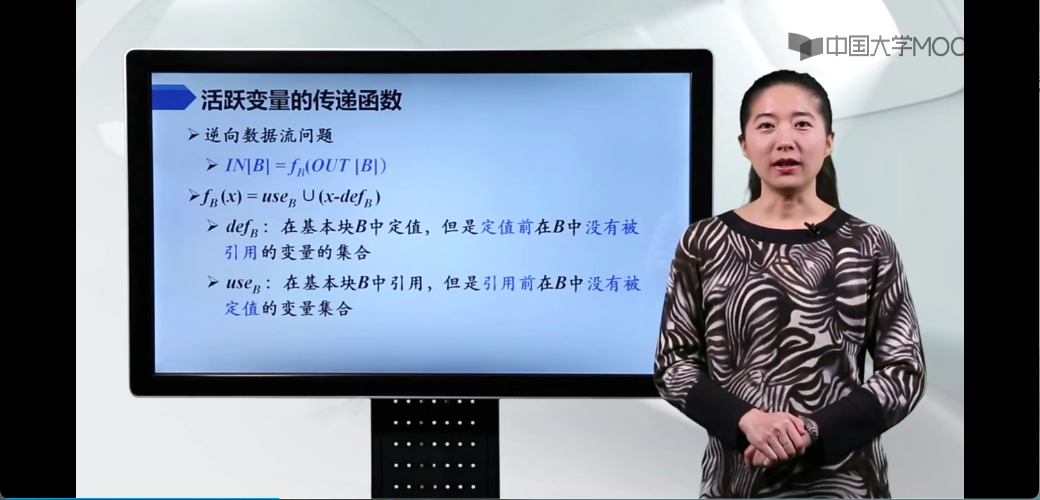 中国大学MOO
活跃变量的传递函数
➢逆向数据流问题
➢ IN[B] = fB(OUT [B])
➢fB(x) = useB ∪(x-defB)
➢ defB：在基本块B中定值，但是定值前在B中没有被
引用的变量的集合
➢ useB：在基本块B中引用，但是引用前在B中没有被
定值的变量集合